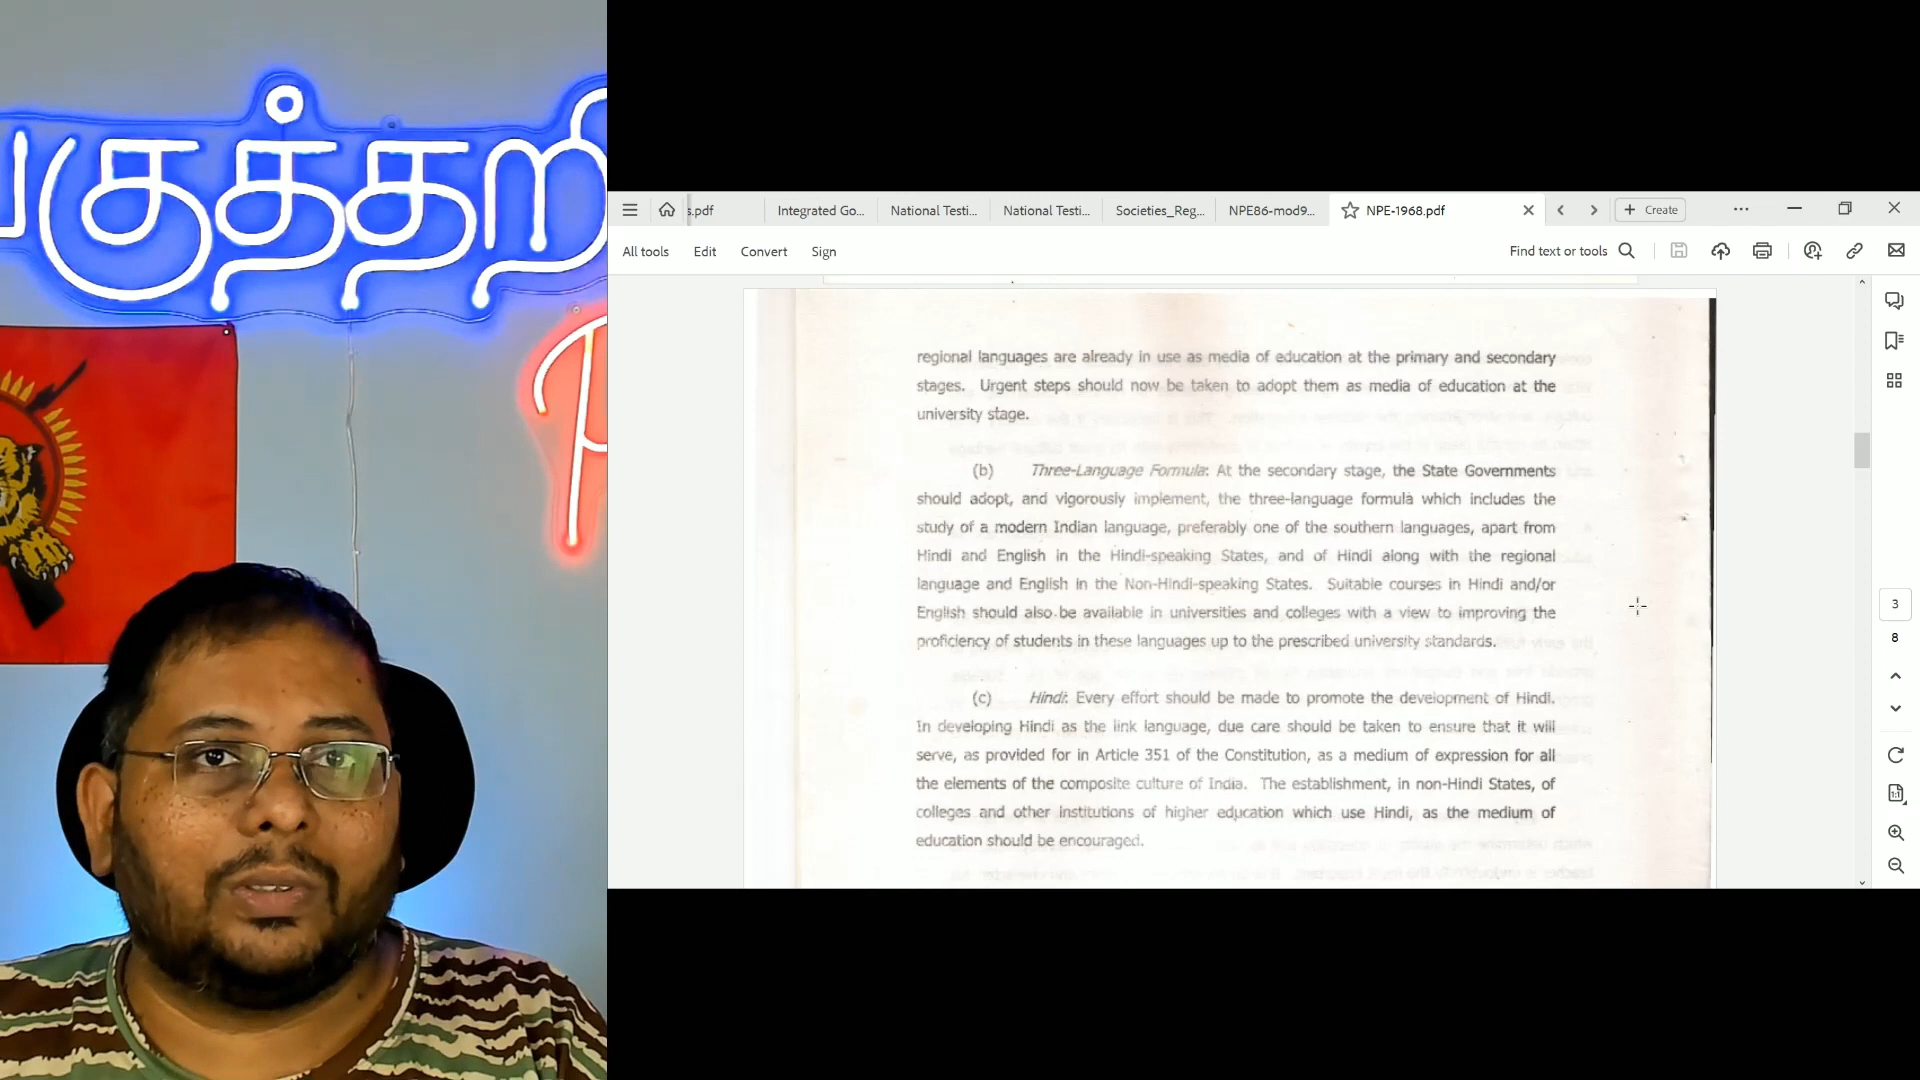 பகுத்தறி
s.pdf
Integrated Go...
National Testi...
National Testi...
Societies_Reg...
NPE86-mod9...
NPE-1968.pdf
Create
All tools
Edit
Convert
Sign
Find text or tools
regional languages are already in use as media of education at the primary and secondary
stages. Urgent steps should now be taken to adopt them as media of education at the
university stage.
(b) Three-Language Formula: At the secondary stage, the State Governments
should adopt, and vigorously implement, the three-language formula which includes the
study of a modern Indian language, preferably one of the southern languages, apart from
Hindi and English in the Hindi-speaking States, and of Hindi along with the regional
language and English in the Non-Hindi-speaking States. Suitable courses in Hindi and/or
English should also be available in universities and colleges with a view to improving the
proficiency of students in these languages up to the prescribed university standards.
(c) Hindi: Every effort should be made to promote the development of Hindi.
In developing Hindi as the link language, due care should be taken to ensure that it will
serve, as provided for in Article 351 of the Constitution, as a medium of expression for all
the elements of the composite culture of India. The establishment, in non-Hindi States, of
colleges and other institutions of higher education which use Hindi, as the medium of
education should be encouraged.
3
8
1:1